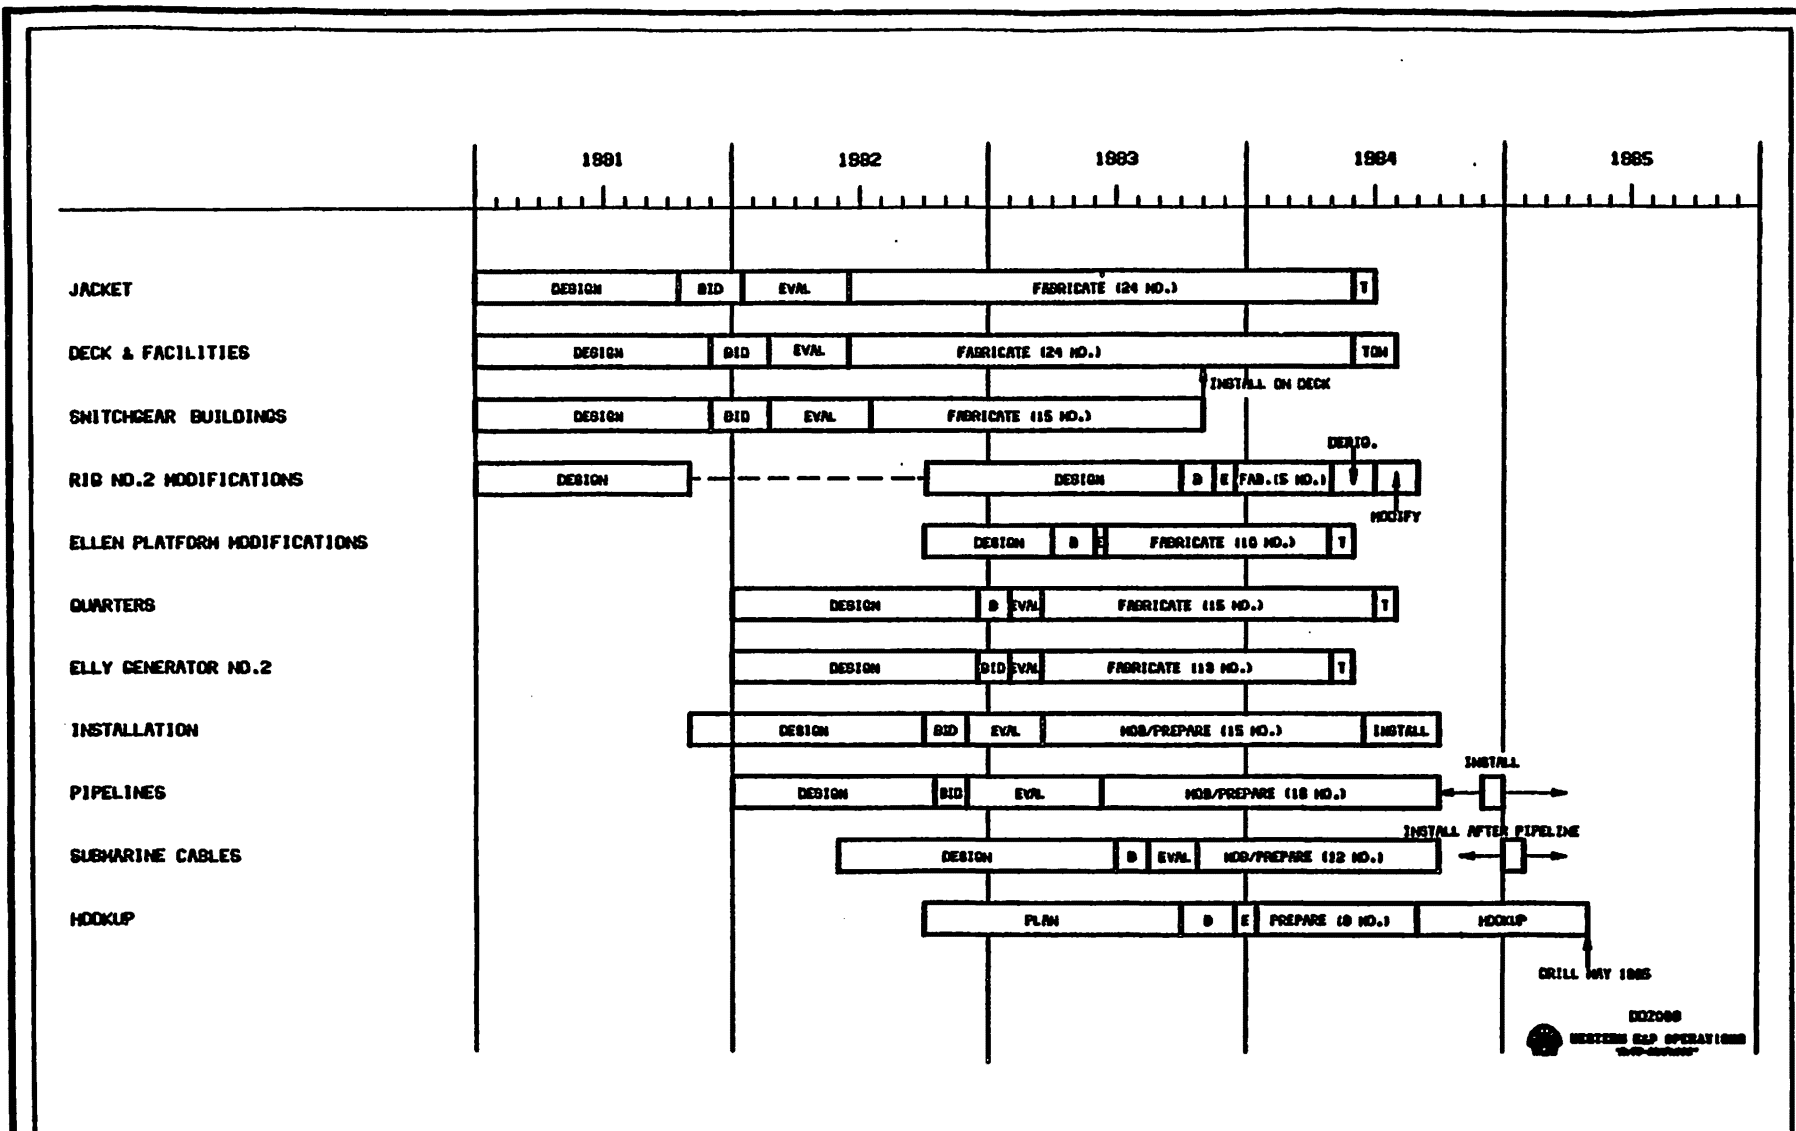 1981 1982 1983 1984 1985
JACKET DESIGN BID EVAL FABRICATE (24 MO.) T
DECK & FACILITIES DESIGN BID EVAL FABRICATE (24 MO.) TOW
INSTALL ON DECK
SWITCHGEAR BUILDINGS DESIGN BID EVAL FABRICATE (15 MO.)
DERIG.
RIG NO.2 MODIFICATIONS DESIGN DESIGN B E FAB.(5 MO.)
MODIFY
ELLEN PLATFORM MODIFICATIONS DESIGN B E FABRICATE (10 MO.) T
QUARTERS DESIGN B EVAL FABRICATE (15 MO.) T
ELLY GENERATOR NO.2 DESIGN BID EVAL FABRICATE (13 MO.) T
INSTALLATION DESIGN BID EVAL MOB/PREPARE (15 MO.) INSTALL
INSTALL
PIPELINES DESIGN BID EVAL MOB/PREPARE (16 MO.)
INSTALL AFTER PIPELINE
SUBMARINE CABLES DESIGN B EVAL MOB/PREPARE (12 MO.)
HOOKUP PLAN B E PREPARE (8 MO.) HOOKUP
DRILL MAY 1985
WESTERN E&P OPERATIONS